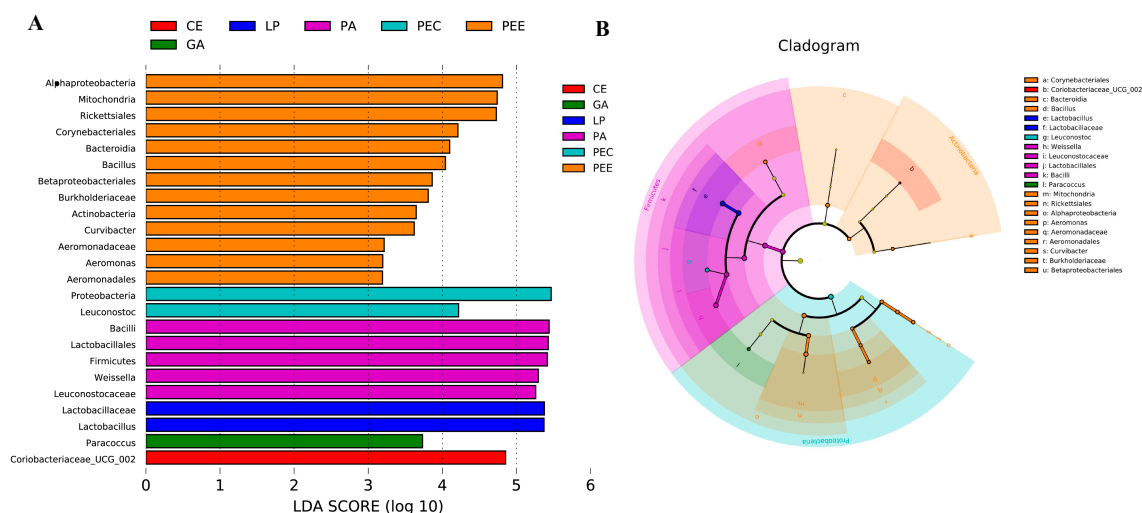 A
CE
LP
PA
PEC
PEE
GA
Alphaproteobacteria
Mitochondria
Rickettsiales
Corynebacteriales
Bacteroidia
Bacillus
Betaproteobacteriales
Burkholderiaceae
Actinobacteria
Curvibacter
Aeromonadaceae
Aeromonas
Aeromonadales
Proteobacteria
Leuconostoc
Bacilli
Lactobacillales
Firmicutes
Weissella
Leuconostocaceae
Lactobacillaceae
Lactobacillus
Paracoccus
Coriobacteriaceae_UCG_002
0 1 2 3 4 5 6
LDA SCORE (log 10)
CE
GA
LP
PA
PEC
PEE
B
Cladogram
Firmicutes
Actinobacteria
Proteobacteria
a: Corynebacteriales
b: Coriobacteriaceae_UCG_002
c: Bacteroidia
d: Bacillus
e: Lactobacillus
f: Lactobacillaceae
g: Leuconostoc
h: Weissella
i: Leuconostocaceae
j: Lactobacillales
k: Bacilli
l: Paracoccus
m: Mitochondria
n: Rickettsiales
o: Alphaproteobacteria
p: Aeromonas
q: Aeromonadaceae
r: Aeromonadales
s: Curvibacter
t: Burkholderiaceae
u: Betaproteobacteriales